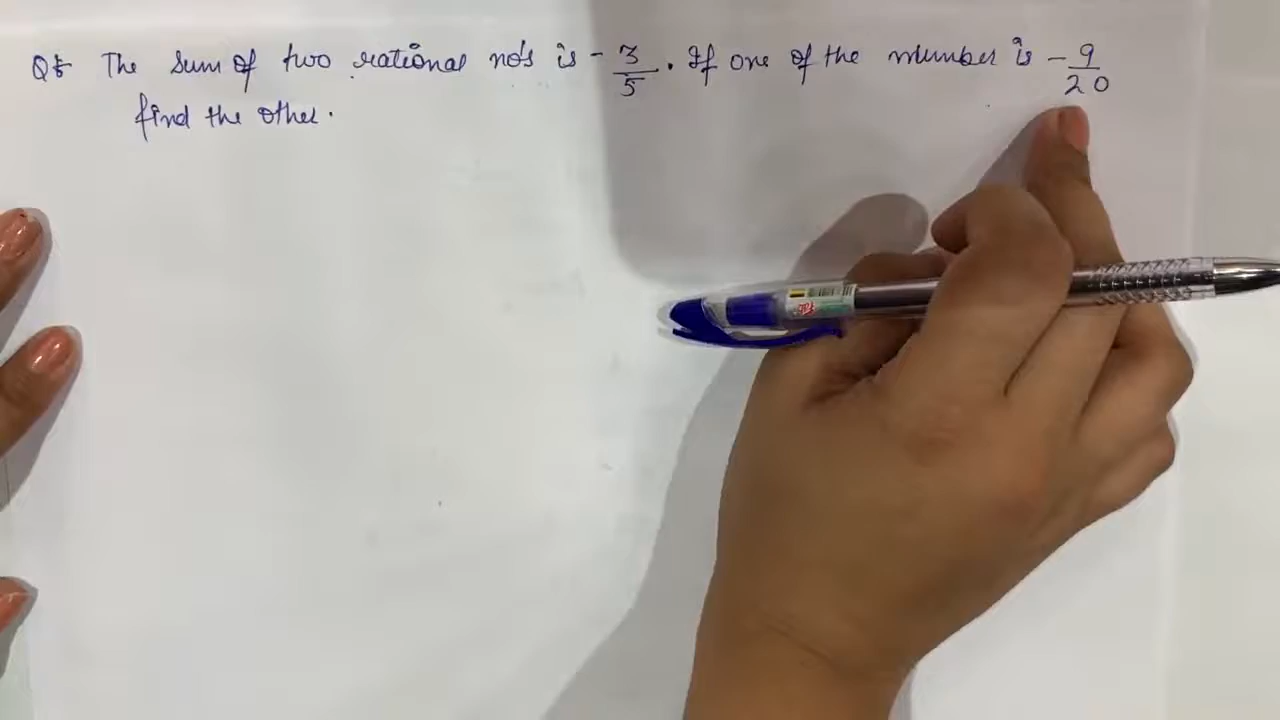 Q5 The sum of two rational no's is -3/5. If one of the number is -9/20
find the other.